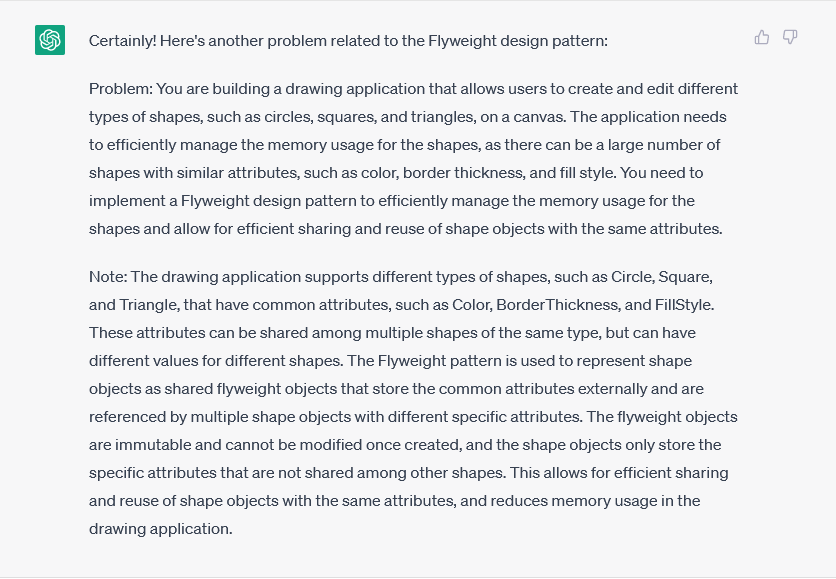 Certainly! Here's another problem related to the Flyweight design pattern:
Problem: You are building a drawing application that allows users to create and edit different
types of shapes, such as circles, squares, and triangles, on a canvas. The application needs
to efficiently manage the memory usage for the shapes, as there can be a large number of
shapes with similar attributes, such as color, border thickness, and fill style. You need to
implement a Flyweight design pattern to efficiently manage the memory usage for the
shapes and allow for efficient sharing and reuse of shape objects with the same attributes.
Note: The drawing application supports different types of shapes, such as Circle, Square,
and Triangle, that have common attributes, such as Color, BorderThickness, and FillStyle.
These attributes can be shared among multiple shapes of the same type, but can have
different values for different shapes. The Flyweight pattern is used to represent shape
objects as shared flyweight objects that store the common attributes externally and are
referenced by multiple shape objects with different specific attributes. The flyweight objects
are immutable and cannot be modified once created, and the shape objects only store the
specific attributes that are not shared among other shapes. This allows for efficient sharing
and reuse of shape objects with the same attributes, and reduces memory usage in the
drawing application.